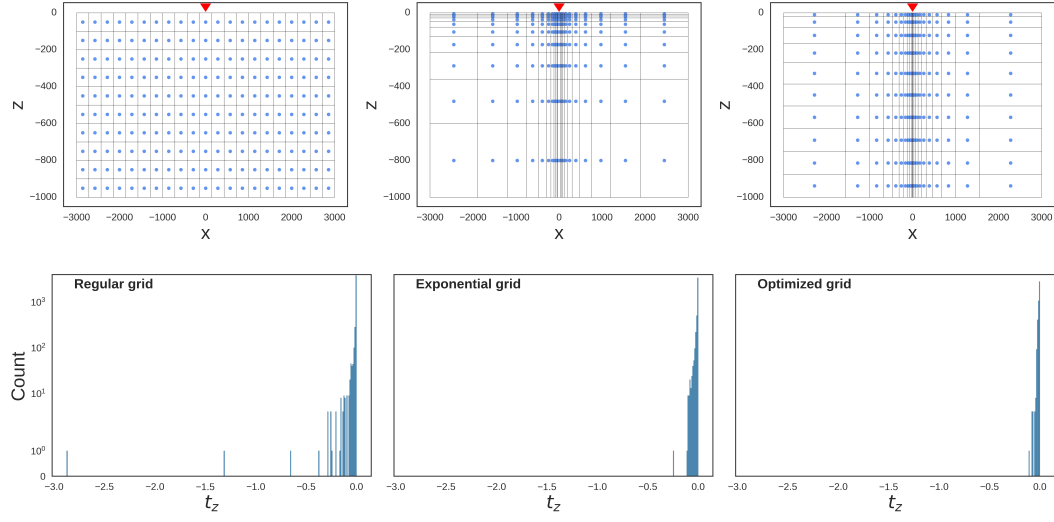 0
−200
−400
−600
−800
−1000
z
−3000 −2000 −1000 0 1000 2000 3000
x
0
−200
−400
−600
−800
−1000
z
−3000 −2000 −1000 0 1000 2000 3000
x
0
−200
−400
−600
−800
−1000
z
−3000 −2000 −1000 0 1000 2000 3000
x
Regular grid
10³
10²
10¹
10⁰
0
Count
−3.0 −2.5 −2.0 −1.5 −1.0 −0.5 0.0
t_z
Exponential grid
−3.0 −2.5 −2.0 −1.5 −1.0 −0.5 0.0
t_z
Optimized grid
−3.0 −2.5 −2.0 −1.5 −1.0 −0.5 0.0
t_z